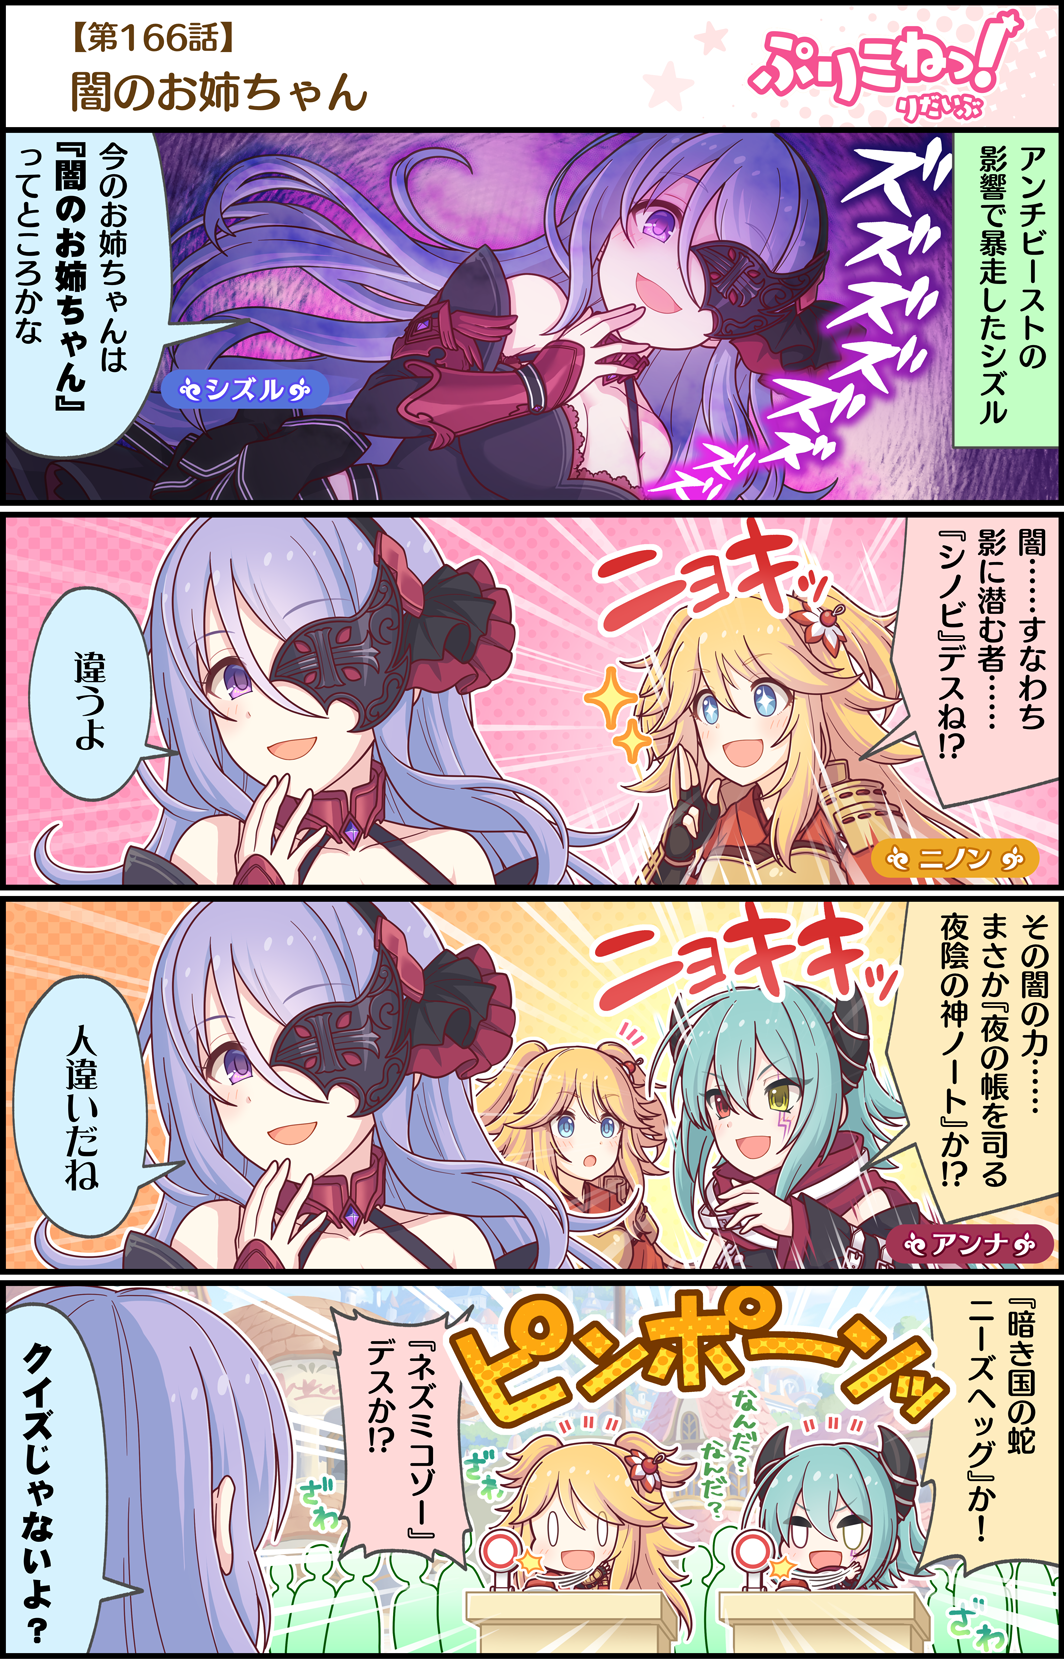 【第166話】
闇のお姉ちゃん
ぷりこねっ!
りだいぶ
アンチビーストの
影響で暴走したシズル
ズズズズズズズズ
今のお姉ちゃんは
『闇のお姉ちゃん』
ってところかな
シズル
闇……すなわち
影に潜む者……
『シノビ』デスね!?
ニョキッ
違うよ
ニノン
その闇の力……
まさか『夜の帳を司る
夜陰の神ノート』か!?
ニョキキッ
人違いだね
アンナ
『暗き国の蛇
ニーズヘッグ』か!
ピンポーンッ
なんだ?
なんだ?
『ネズミコゾー』
デスか!?
ざわ
ざわ
ざわ
クイズじゃないよ?